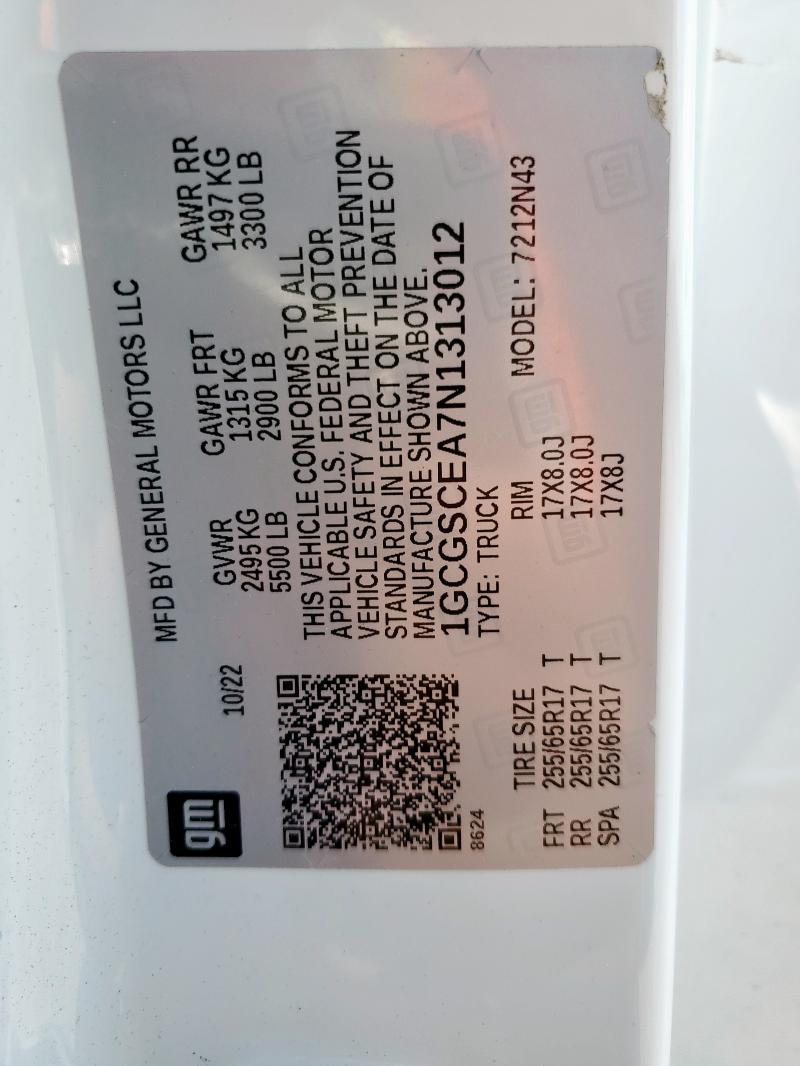 gm
MFD BY GENERAL MOTORS LLC
10/22
GVWR GAWR FRT GAWR RR
2495 KG 1315 KG 1497 KG
5500 LB 2900 LB 3300 LB
THIS VEHICLE CONFORMS TO ALL
APPLICABLE U.S. FEDERAL MOTOR
VEHICLE SAFETY AND THEFT PREVENTION
STANDARDS IN EFFECT ON THE DATE OF
MANUFACTURE SHOWN ABOVE.
1GCGSCEA7N1313012
8624
TYPE: TRUCK
TIRE SIZE RIM MODEL: 7212N43
FRT 255/65R17 T 17X8.0J
RR 255/65R17 T 17X8.0J
SPA 255/65R17 T 17X8J